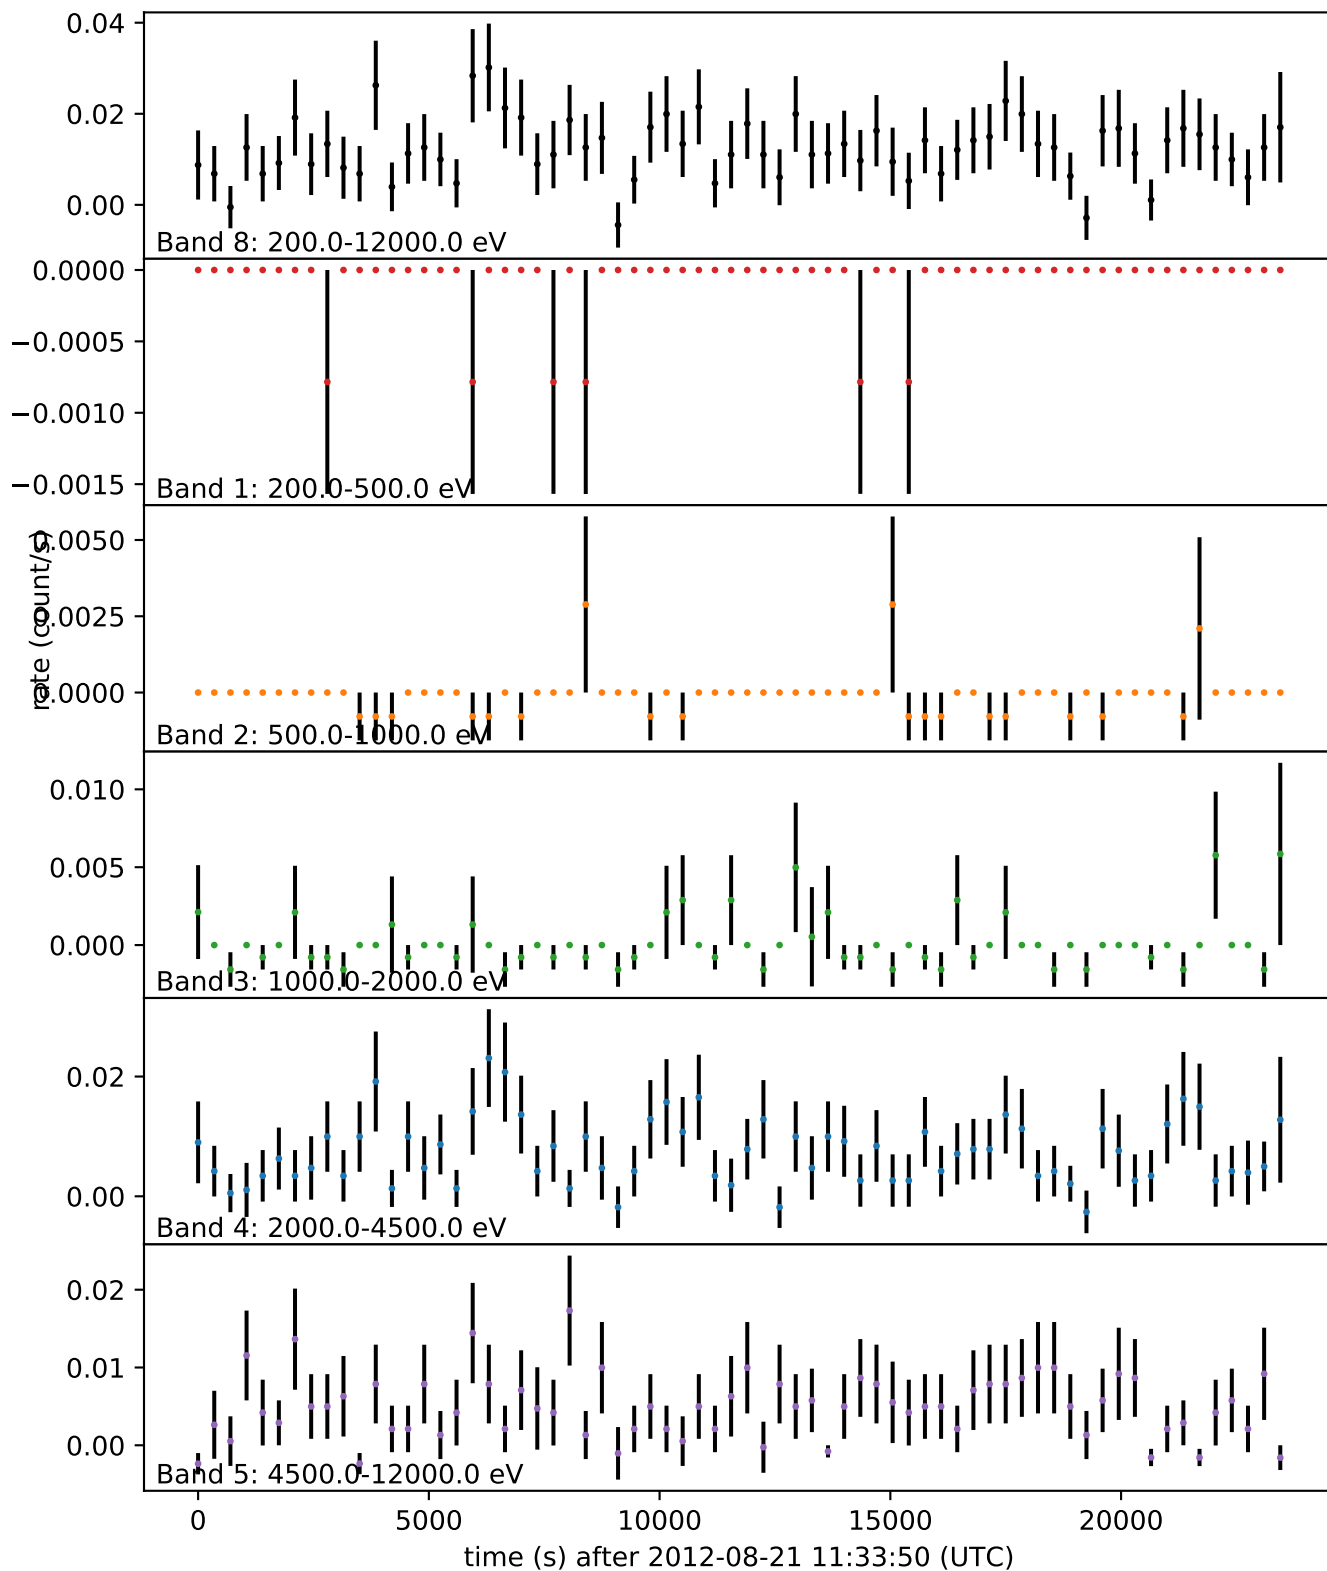 0.04
0.02
0.00
Band 8: 200.0-12000.0 eV
0.0000
−0.0005
−0.0010
−0.0015
Band 1: 200.0-500.0 eV
rate (count/s)
0.0050
0.0025
0.0000
Band 2: 500.0-1000.0 eV
0.010
0.005
0.000
Band 3: 1000.0-2000.0 eV
0.02
0.00
Band 4: 2000.0-4500.0 eV
0.02
0.01
0.00
Band 5: 4500.0-12000.0 eV
0 5000 10000 15000 20000
time (s) after 2012-08-21 11:33:50 (UTC)